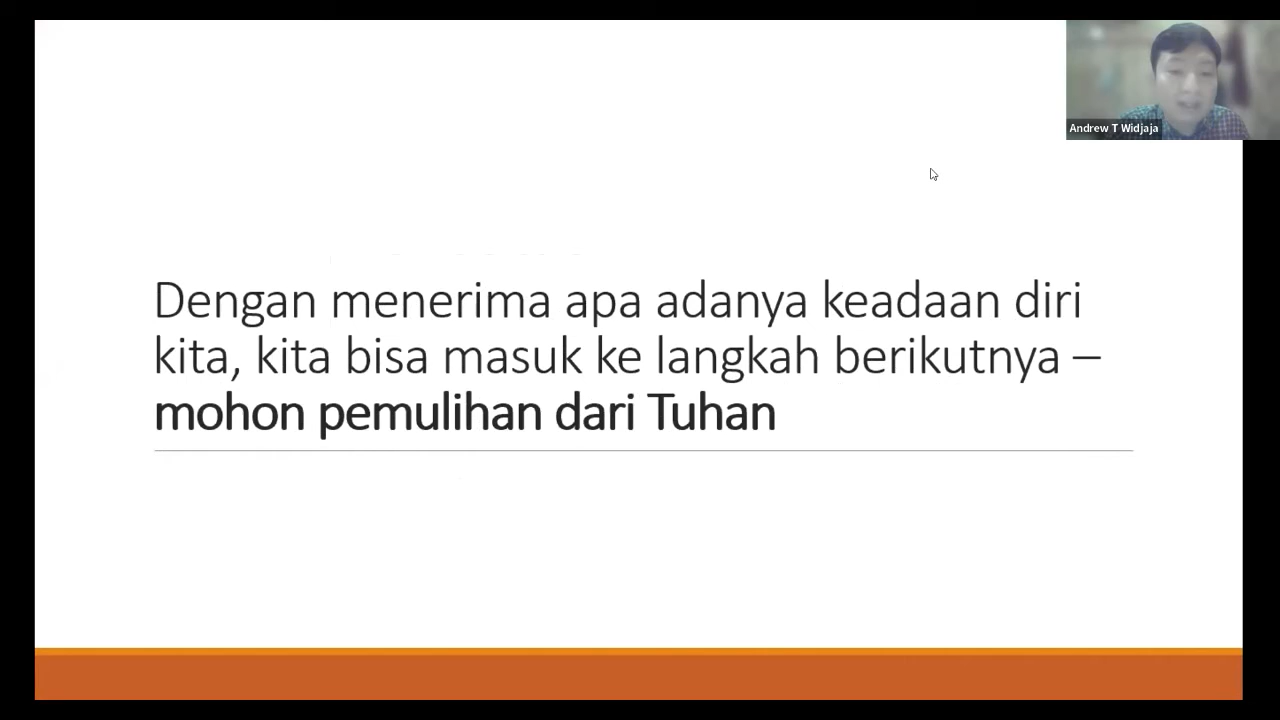 Andrew T Widjaja
Dengan menerima apa adanya keadaan diri
kita, kita bisa masuk ke langkah berikutnya –
mohon pemulihan dari Tuhan